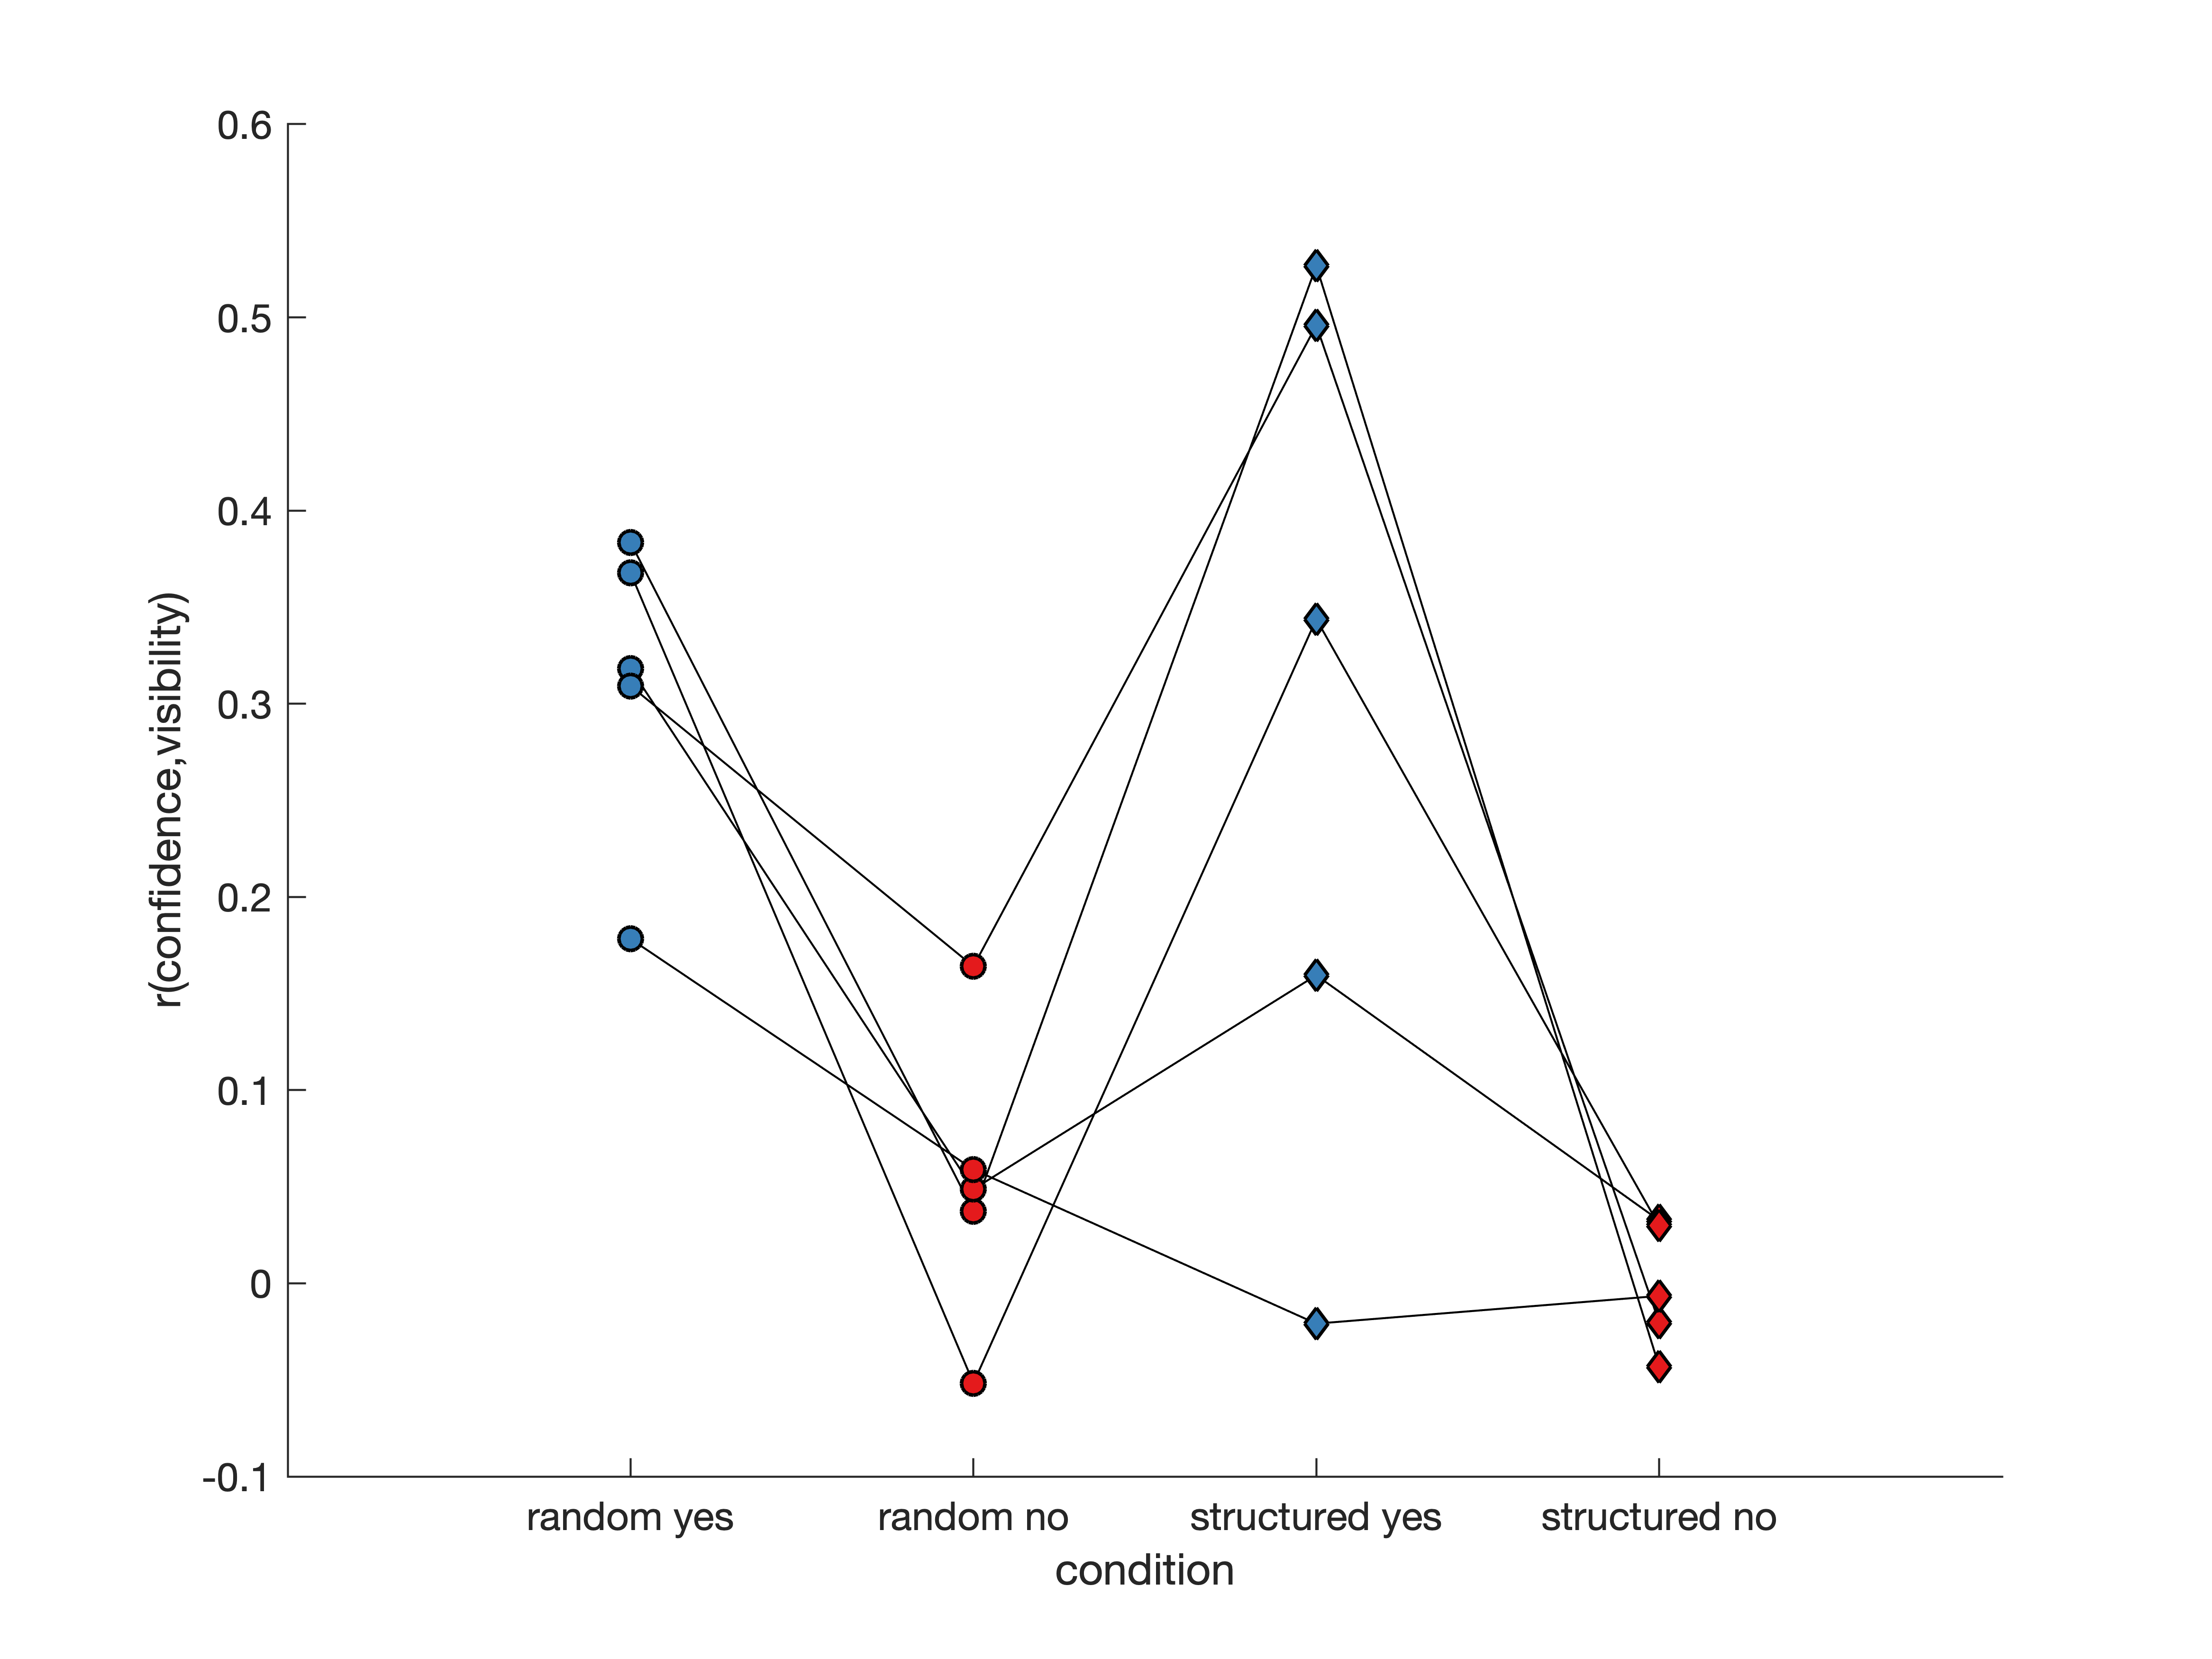 0.6
0.5
0.4
0.3
0.2
0.1
0
-0.1
r(confidence,visibility)
random yes
random no
structured yes
structured no
condition